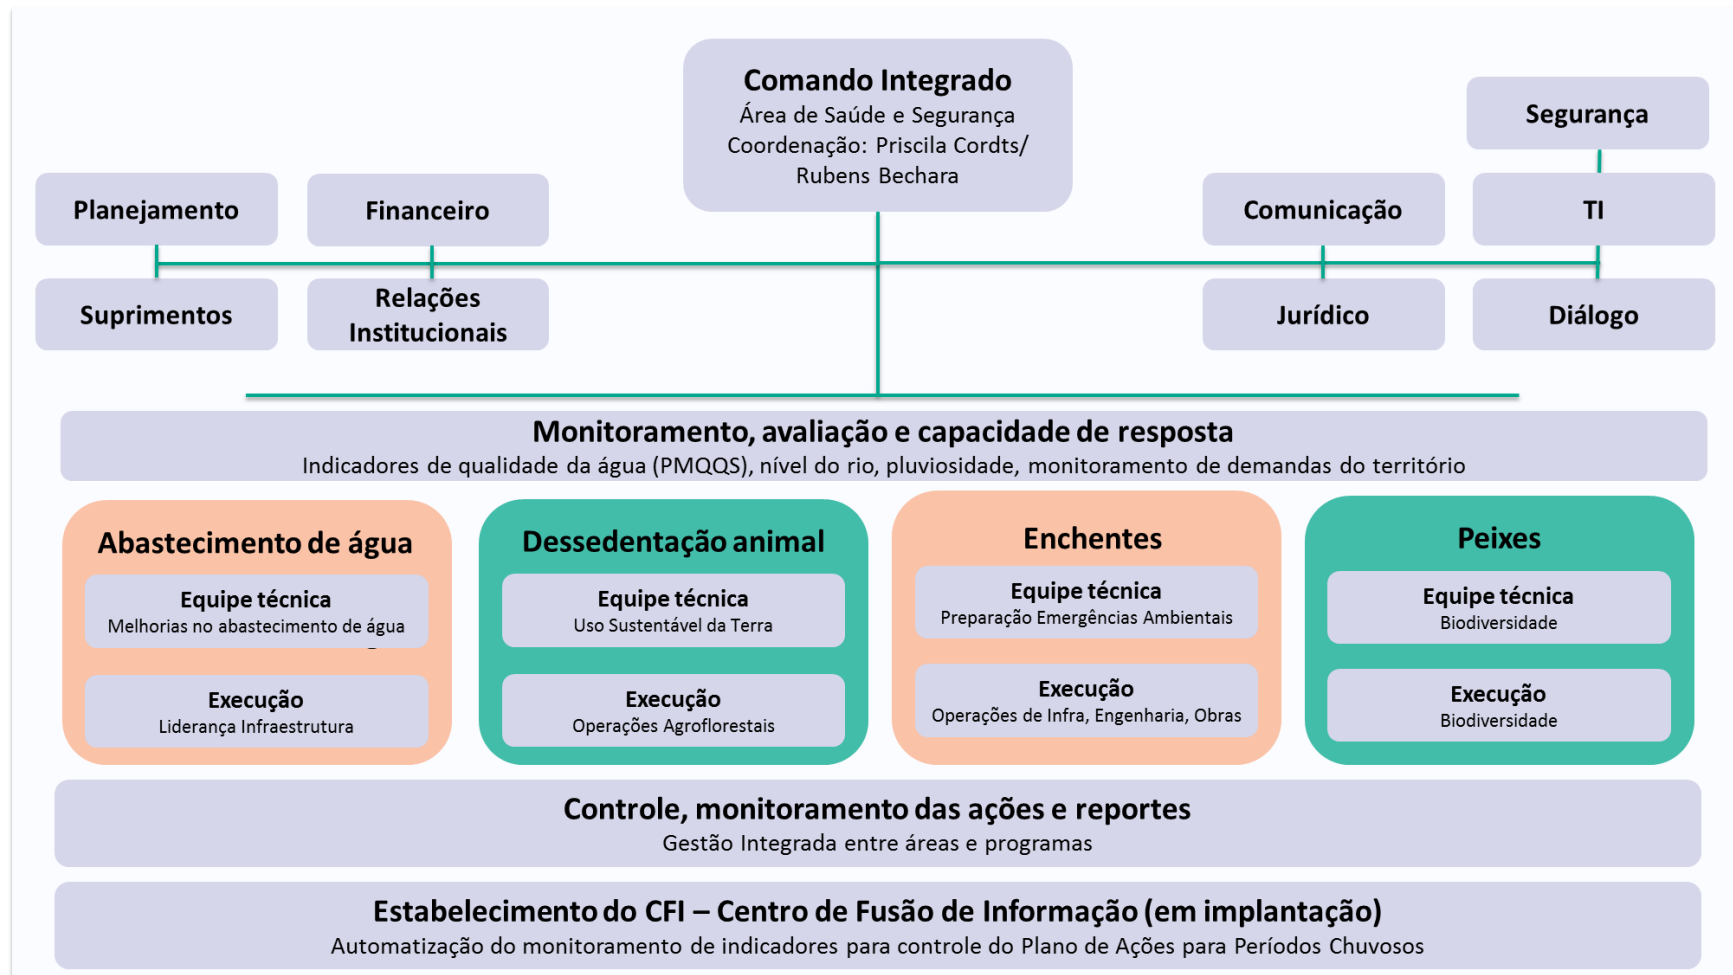 Comando Integrado
Área de Saúde e Segurança
Coordenação: Priscila Cordts/
Rubens Bechara
Segurança
Planejamento
Financeiro
Comunicação
TI
Suprimentos
Relações
Institucionais
Jurídico
Diálogo
Monitoramento, avaliação e capacidade de resposta
Indicadores de qualidade da água (PMQQS), nível do rio, pluviosidade, monitoramento de demandas do território
Abastecimento de água
Equipe técnica
Melhorias no abastecimento de água
Execução
Liderança Infraestrutura
Dessedentação animal
Equipe técnica
Uso Sustentável da Terra
Execução
Operações Agroflorestais
Enchentes
Equipe técnica
Preparação Emergências Ambientais
Execução
Operações de Infra, Engenharia, Obras
Peixes
Equipe técnica
Biodiversidade
Execução
Biodiversidade
Controle, monitoramento das ações e reportes
Gestão Integrada entre áreas e programas
Estabelecimento do CFI – Centro de Fusão de Informação (em implantação)
Automatização do monitoramento de indicadores para controle do Plano de Ações para Períodos Chuvosos